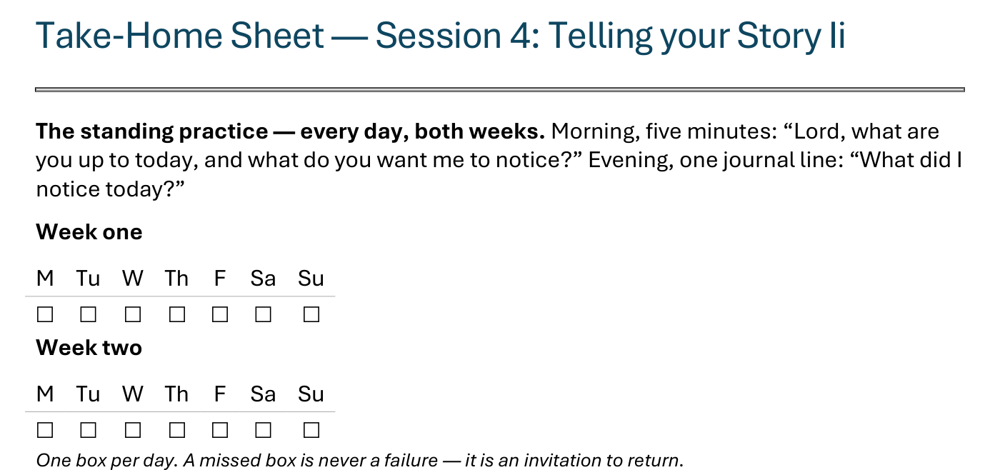 Take-Home Sheet — Session 4: Telling your Story Ii
The standing practice — every day, both weeks. Morning, five minutes: “Lord, what are
you up to today, and what do you want me to notice?” Evening, one journal line: “What did I
notice today?”
Week one
M Tu W Th F Sa Su
☐ ☐ ☐ ☐ ☐ ☐ ☐
Week two
M Tu W Th F Sa Su
☐ ☐ ☐ ☐ ☐ ☐ ☐
One box per day. A missed box is never a failure — it is an invitation to return.